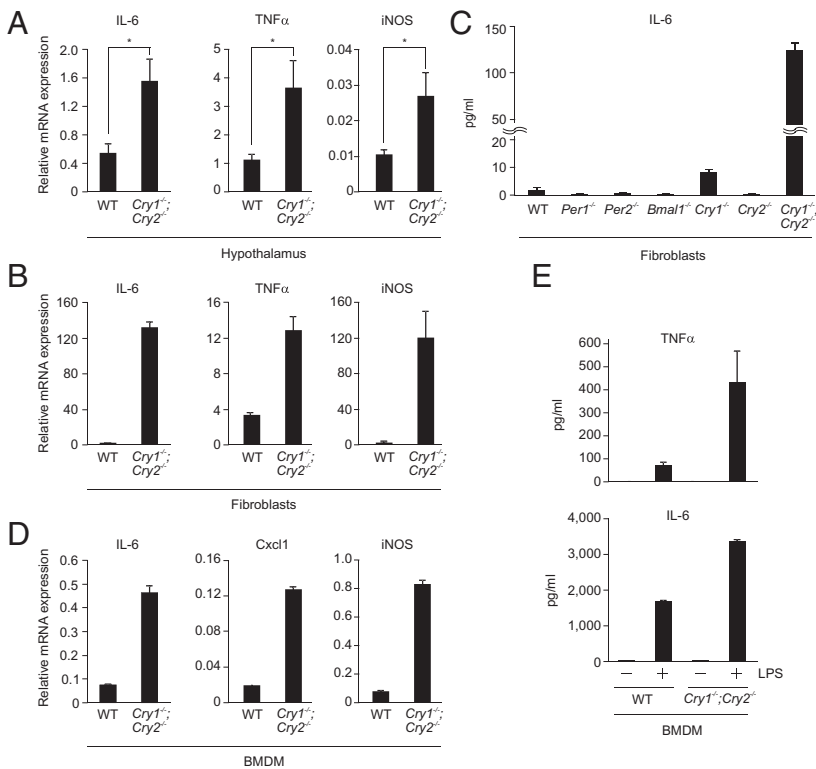 A
IL-6
TNFα
iNOS
*
*
*
Relative mRNA expression
2.0
1.6
1.2
0.8
0.4
0
5
4
3
2
1
0
0.04
0.03
0.02
0.01
0
WT
Cry1-/-;
Cry2-/-
WT
Cry1-/-;
Cry2-/-
WT
Cry1-/-;
Cry2-/-
Hypothalamus
B
IL-6
TNFα
iNOS
Relative mRNA expression
160
120
80
40
0
16
12
8
4
0
160
120
80
40
0
WT
Cry1-/-;
Cry2-/-
WT
Cry1-/-;
Cry2-/-
WT
Cry1-/-;
Cry2-/-
Fibroblasts
C
IL-6
pg/ml
150
100
50
20
10
0
WT
Per1-/-
Per2-/-
Bmal1-/-
Cry1-/-
Cry2-/-
Cry1-/-;
Cry2-/-
Fibroblasts
D
IL-6
Cxcl1
iNOS
Relative mRNA expression
0.6
0.5
0.4
0.3
0.2
0.1
0
0.16
0.12
0.08
0.04
0
1.0
0.8
0.6
0.4
0.2
0
WT
Cry1-/-;
Cry2-/-
WT
Cry1-/-;
Cry2-/-
WT
Cry1-/-;
Cry2-/-
BMDM
E
TNFα
pg/ml
600
500
400
300
200
100
0
IL-6
pg/ml
4,000
3,000
2,000
1,000
0
− + − + LPS
WT
Cry1-/-;Cry2-/-
BMDM